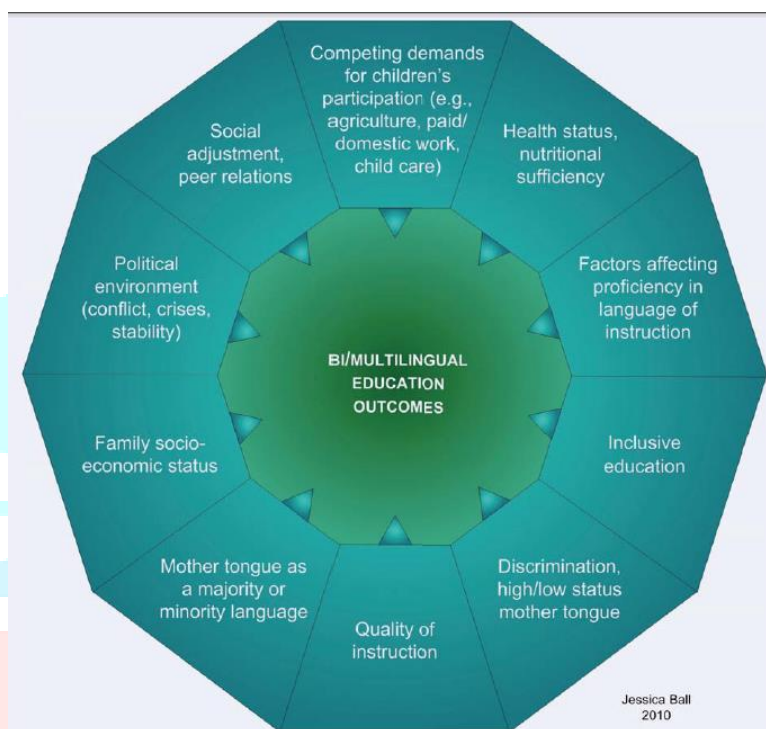 Competing demands
for children's
participation (e.g.,
agriculture, paid/
domestic work,
child care)
Health status,
nutritional
sufficiency
Factors affecting
proficiency in
language of
instruction
Inclusive
education
Discrimination,
high/low status
mother tongue
Quality of
instruction
Mother tongue as
a majority or
minority language
Family socio-
economic status
Political
environment
(conflict, crises,
stability)
Social
adjustment,
peer relations
BI/MULTILINGUAL
EDUCATION
OUTCOMES
Jessica Ball
2010